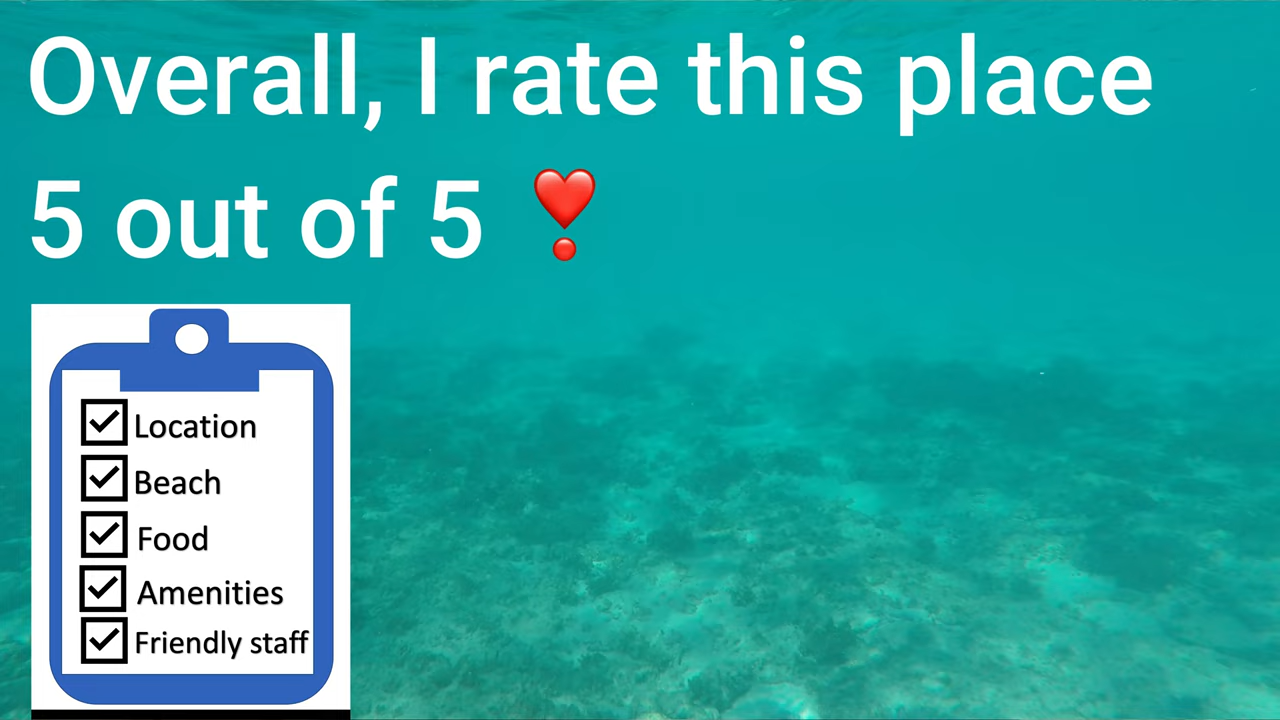 Overall, I rate this place
5 out of 5 ❣️
Location
Beach
Food
Amenities
Friendly staff